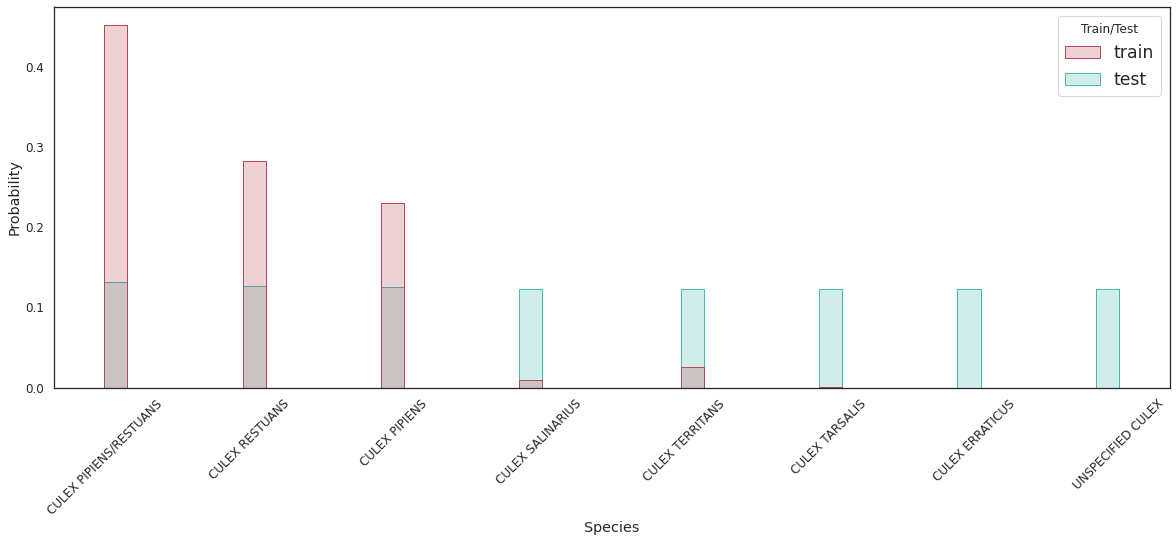 Train/Test
train
test
Probability
0.4
0.3
0.2
0.1
0.0
CULEX PIPIENS/RESTUANS
CULEX RESTUANS
CULEX PIPIENS
CULEX SALINARIUS
CULEX TERRITANS
CULEX TARSALIS
CULEX ERRATICUS
UNSPECIFIED CULEX
Species